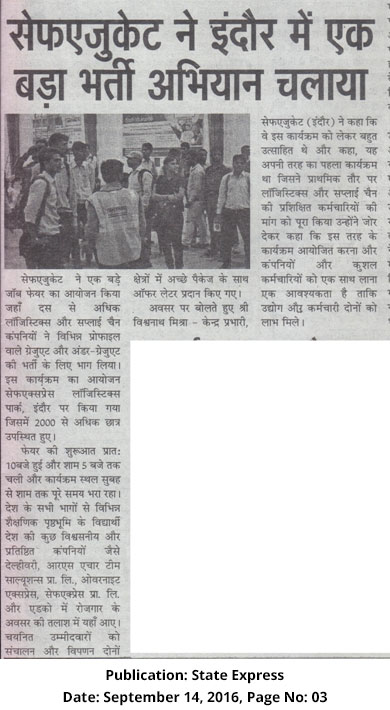 सेफएजुकेट ने इंदौर में एक
बड़ा भर्ती अभियान चलाया
सेफएजुकेट ने एक बड़े
जॉब फेयर का आयोजन किया
जहाँ दस से अधिक
लॉजिस्टिक्स और सप्लाई चैन
कंपनियों ने विभिन्न प्रोफाइल
वाले ग्रेजुएट और अंडर-ग्रेजुएट
की भर्ती के लिए भाग लिया।
इस कार्यक्रम का आयोजन
सेफएक्सप्रेस लॉजिस्टिक्स
पार्क, इंदौर पर किया गया
जिसमें 2000 से अधिक छात्र
उपस्थित हुए।
फेयर की शुरूआत प्रात:
10बजे हुई और शाम 5 बजे तक
चली और कार्यक्रम स्थल सुबह
से शाम तक पूरे समय भरा रहा।
देश के सभी भागों से विभिन्न
शैक्षणिक पृष्ठभूमि के विद्यार्थी
देश की कुछ विश्वसनीय और
प्रतिष्ठित कंपनियों जैसे
देल्हीवरी, आरएस एचार टीम
साल्यूशन्स प्रा. लि., ओवरनाइट
एक्सप्रेस, सेफएक्प्रेस प्रा. लि.
और एडको में रोजगार के
अवसर की तलाश में यहाँ आए।
चयनित उम्मीदवारों को
संचालन और विपणन दोनों
क्षेत्रों में अच्छे पैकेज के साथ
ऑफर लेटर प्रदान किए गए।
अवसर पर बोलते हुए श्री
विश्वनाथ मिश्रा - केन्द्र प्रभारी,
सेफएजुकेट (इंदौर) ने कहा कि
वे इस कार्यक्रम को लेकर बहुत
उत्साहित थे और कहा, यह
अपनी तरह का पहला कार्यक्रम
था जिसने प्राथमिक तौर पर
लॉजिस्टिक्स और सप्लाई चैन
की प्रशिक्षित कर्मचारियों की
मांग को पूरा किया उन्होंने जोर
देकर कहा कि इस तरह के
कार्यक्रम आयोजित करना और
कंपनियों और कुशल
कर्मचारियों को एक साथ लाना
एक आवश्यकता है ताकि
उद्योग और कर्मचारी दोनों को
लाभ मिले।
Publication: State Express
Date: September 14, 2016, Page No: 03